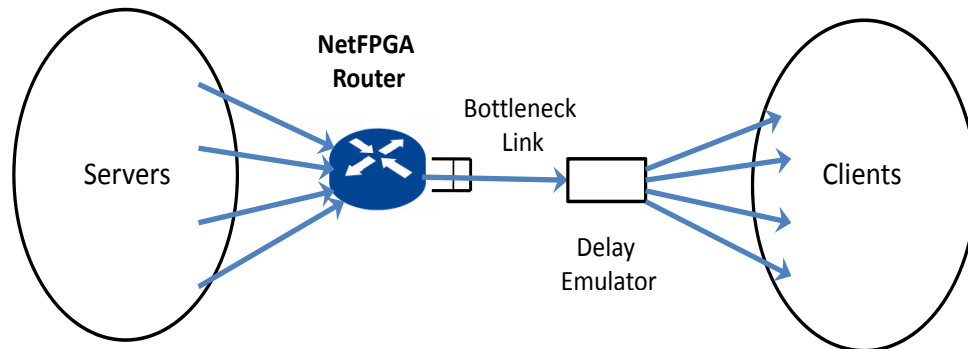 NetFPGA
Router
Bottleneck
Link
Servers
Clients
Delay
Emulator